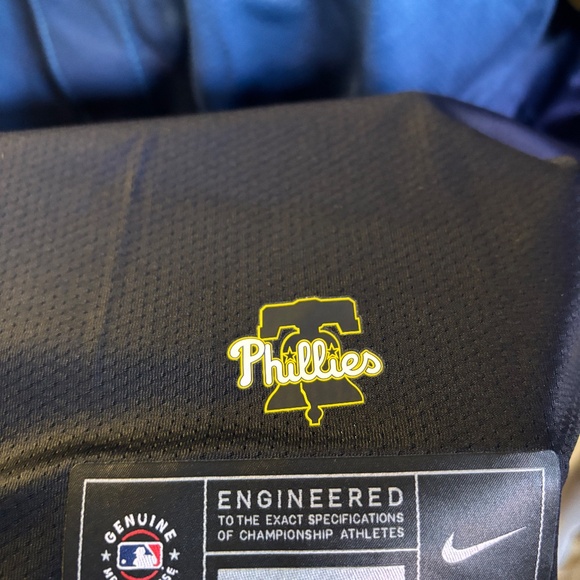 Phillies
ENGINEERED
TO THE EXACT SPECIFICATIONS
OF CHAMPIONSHIP ATHLETES
GENUINE